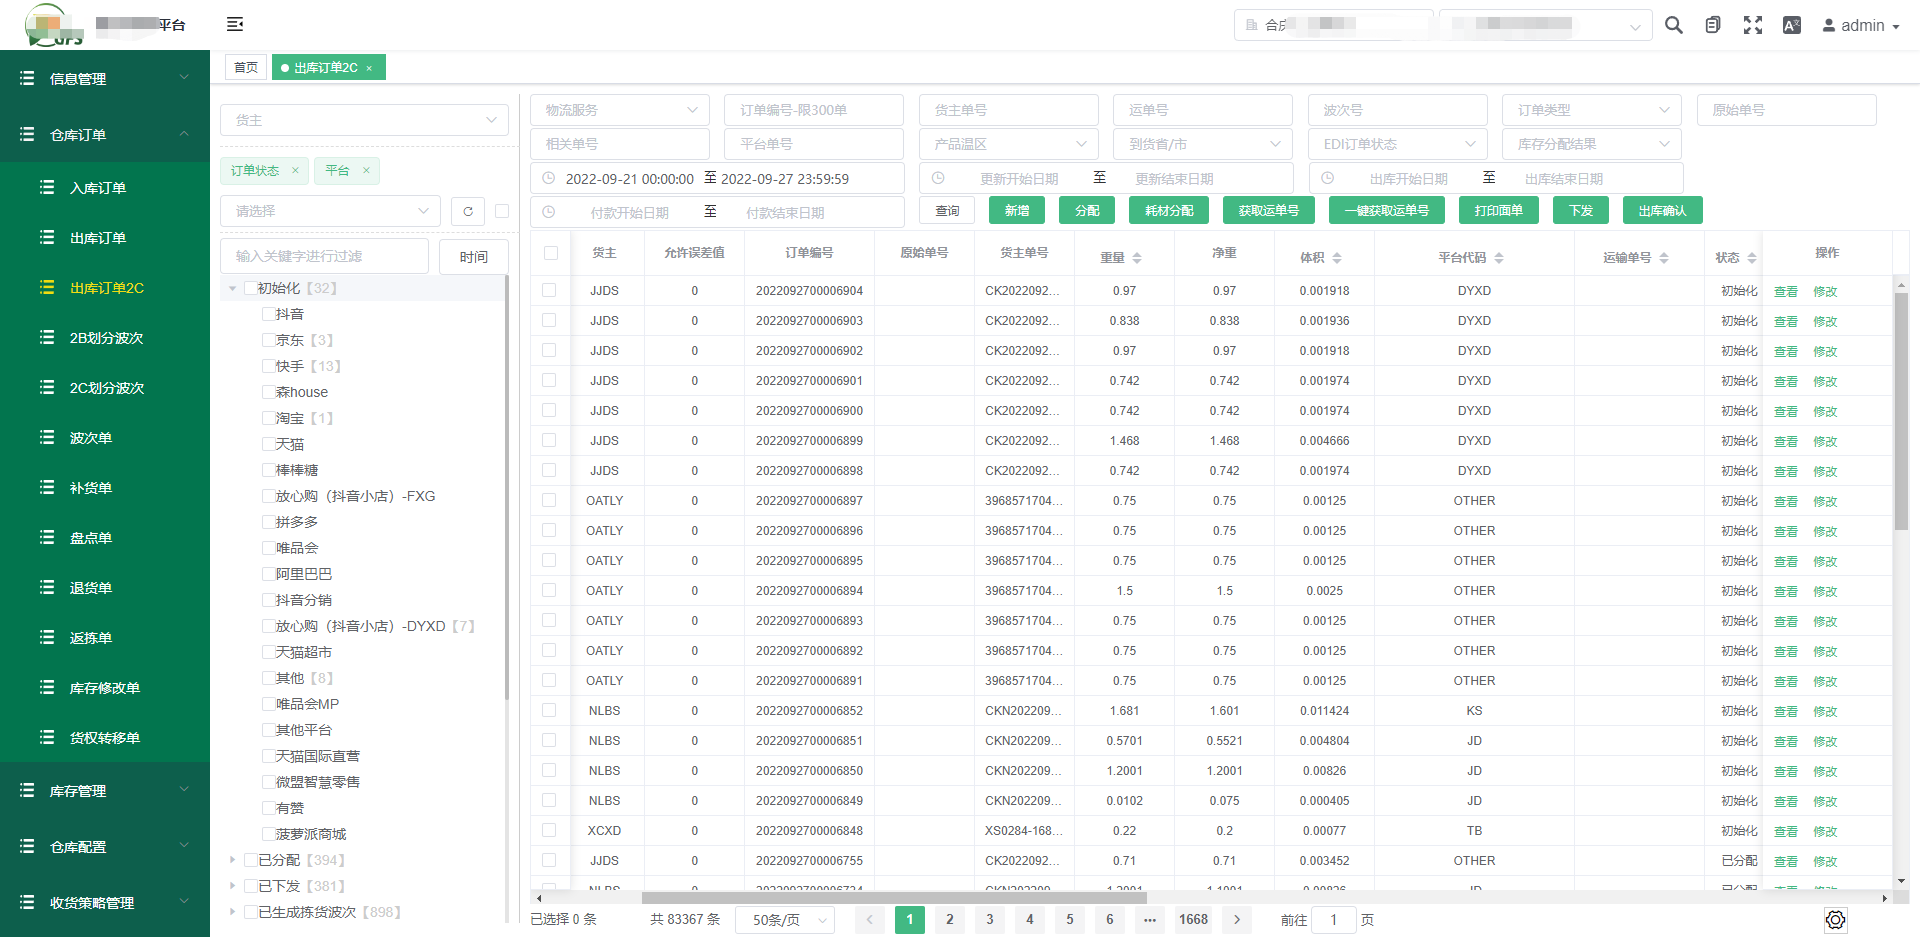 平台
合庆
admin
首页
出库订单2C ×
信息管理
仓库订单
入库订单
出库订单
出库订单2C
2B划分波次
2C划分波次
波次单
补货单
盘点单
退货单
返拣单
库存修改单
货权转移单
库存管理
仓库配置
收货策略管理
货主
订单状态 ×
平台 ×
请选择
输入关键字进行过滤
时间
初始化【32】
抖音
京东【3】
快手【13】
森house
淘宝【1】
天猫
棒棒糖
放心购（抖音小店）-FXG
拼多多
唯品会
阿里巴巴
抖音分销
放心购（抖音小店）-DYXD【7】
天猫超市
其他【8】
唯品会MP
其他平台
天猫国际直营
微盟智慧零售
有赞
菠萝派商城
已分配【394】
已下发【381】
已生成拣货波次【898】
物流服务 订单编号-限300单 货主单号 运单号 波次号 订单类型 原始单号
相关单号 平台单号 产品温区 到货省/市 EDI订单状态 库存分配结果
2022-09-21 00:00:00 至 2022-09-27 23:59:59 更新开始日期 至 更新结束日期 出库开始日期 至 出库结束日期
付款开始日期 至 付款结束日期 查询 新增 分配 耗材分配 获取运单号 一键获取运单号 打印面单 下发 出库确认
货主 允许误差值 订单编号 原始单号 货主单号 重量 净重 体积 平台代码 运输单号 状态 操作
JJDS 0 2022092700006904 CK2022092... 0.97 0.97 0.001918 DYXD 初始化 查看 修改
JJDS 0 2022092700006903 CK2022092... 0.838 0.838 0.001936 DYXD 初始化 查看 修改
JJDS 0 2022092700006902 CK2022092... 0.97 0.97 0.001918 DYXD 初始化 查看 修改
JJDS 0 2022092700006901 CK2022092... 0.742 0.742 0.001974 DYXD 初始化 查看 修改
JJDS 0 2022092700006900 CK2022092... 0.742 0.742 0.001974 DYXD 初始化 查看 修改
JJDS 0 2022092700006899 CK2022092... 1.468 1.468 0.004666 DYXD 初始化 查看 修改
JJDS 0 2022092700006898 CK2022092... 0.742 0.742 0.001974 DYXD 初始化 查看 修改
OATLY 0 2022092700006897 3968571704... 0.75 0.75 0.00125 OTHER 初始化 查看 修改
OATLY 0 2022092700006896 3968571704... 0.75 0.75 0.00125 OTHER 初始化 查看 修改
OATLY 0 2022092700006895 3968571704... 0.75 0.75 0.00125 OTHER 初始化 查看 修改
OATLY 0 2022092700006894 3968571704... 1.5 1.5 0.0025 OTHER 初始化 查看 修改
OATLY 0 2022092700006893 3968571704... 0.75 0.75 0.00125 OTHER 初始化 查看 修改
OATLY 0 2022092700006892 3968571704... 0.75 0.75 0.00125 OTHER 初始化 查看 修改
OATLY 0 2022092700006891 3968571704... 0.75 0.75 0.00125 OTHER 初始化 查看 修改
NLBS 0 2022092700006852 CKN202209... 1.681 1.601 0.011424 KS 初始化 查看 修改
NLBS 0 2022092700006851 CKN202209... 0.5701 0.5521 0.004804 JD 初始化 查看 修改
NLBS 0 2022092700006850 CKN202209... 1.2001 1.2001 0.00826 JD 初始化 查看 修改
NLBS 0 2022092700006849 CKN202209... 0.0102 0.075 0.000405 JD 初始化 查看 修改
XCXD 0 2022092700006848 XS0284-168... 0.22 0.2 0.00077 TB 初始化 查看 修改
JJDS 0 2022092700006755 CK2022092... 0.71 0.71 0.003452 OTHER 已分配 查看 修改
已选择 0 条 共 83367 条 50条/页 1 2 3 4 5 6 ••• 1668 前往 1 页